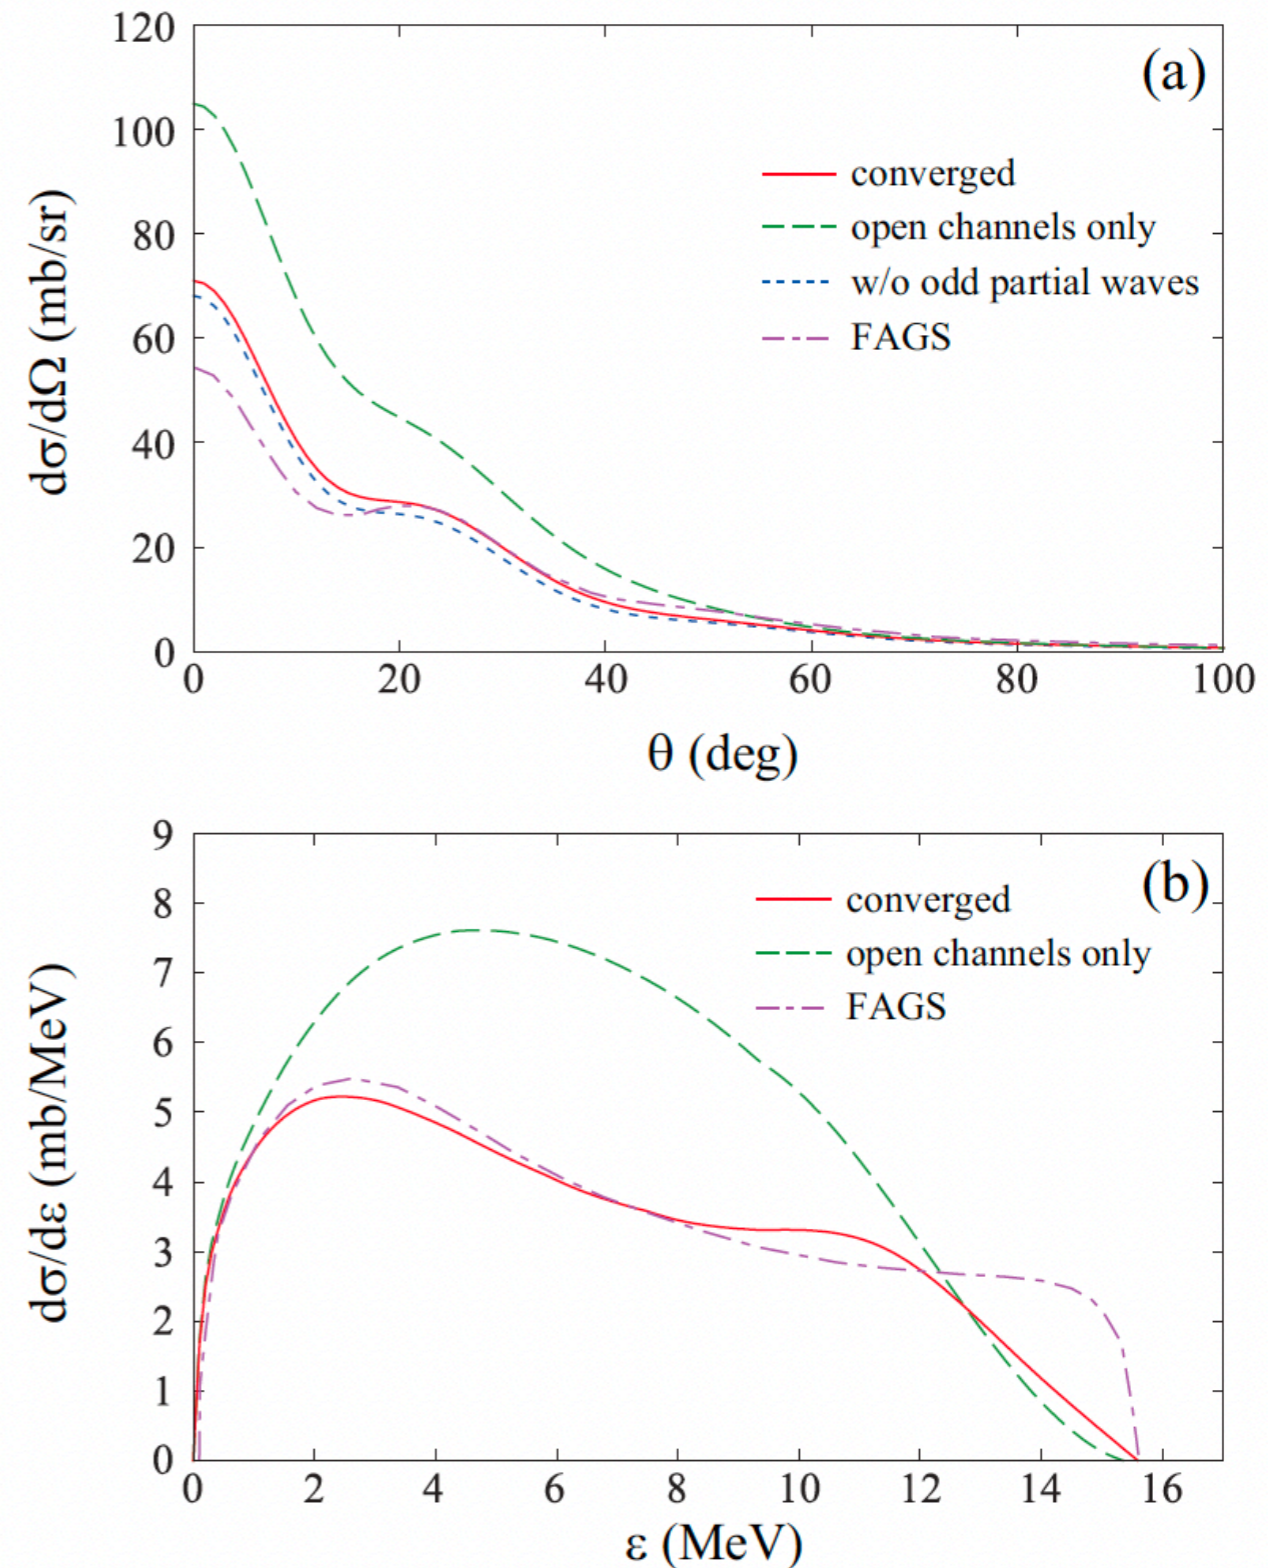 120
(a)
100
converged
open channels only
80
w/o odd partial waves
FAGS
60
dσ/dΩ (mb/sr)
40
20
0
0 20 40 60 80 100
θ (deg)
9
(b)
8
converged
open channels only
7
FAGS
6
dσ/dε (mb/MeV)
5
4
3
2
1
0
0 2 4 6 8 10 12 14 16
ε (MeV)